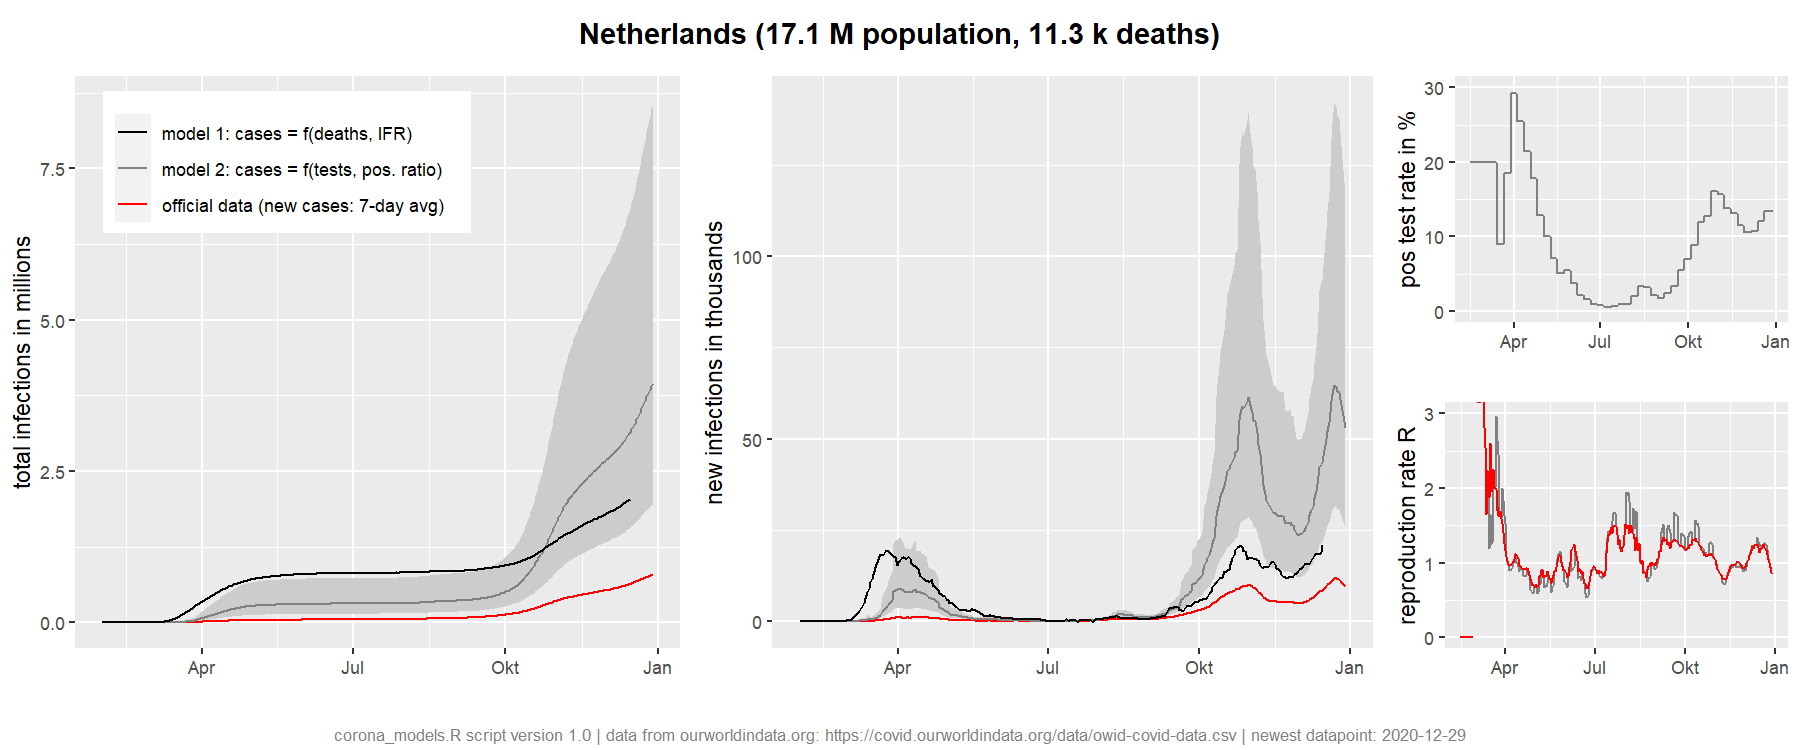 Netherlands (17.1 M population, 11.3 k deaths)
total infections in millions
7.5
5.0
2.5
0.0
model 1: cases = f(deaths, IFR)
model 2: cases = f(tests, pos. ratio)
official data (new cases: 7-day avg)
Apr
Jul
Okt
Jan
new infections in thousands
100
50
0
Apr
Jul
Okt
Jan
pos test rate in %
30
20
10
0
Apr
Jul
Okt
Jan
reproduction rate R
3
2
1
0
Apr
Jul
Okt
Jan
corona_models.R script version 1.0 | data from ourworldindata.org: https://covid.ourworldindata.org/data/owid-covid-data.csv | newest datapoint: 2020-12-29